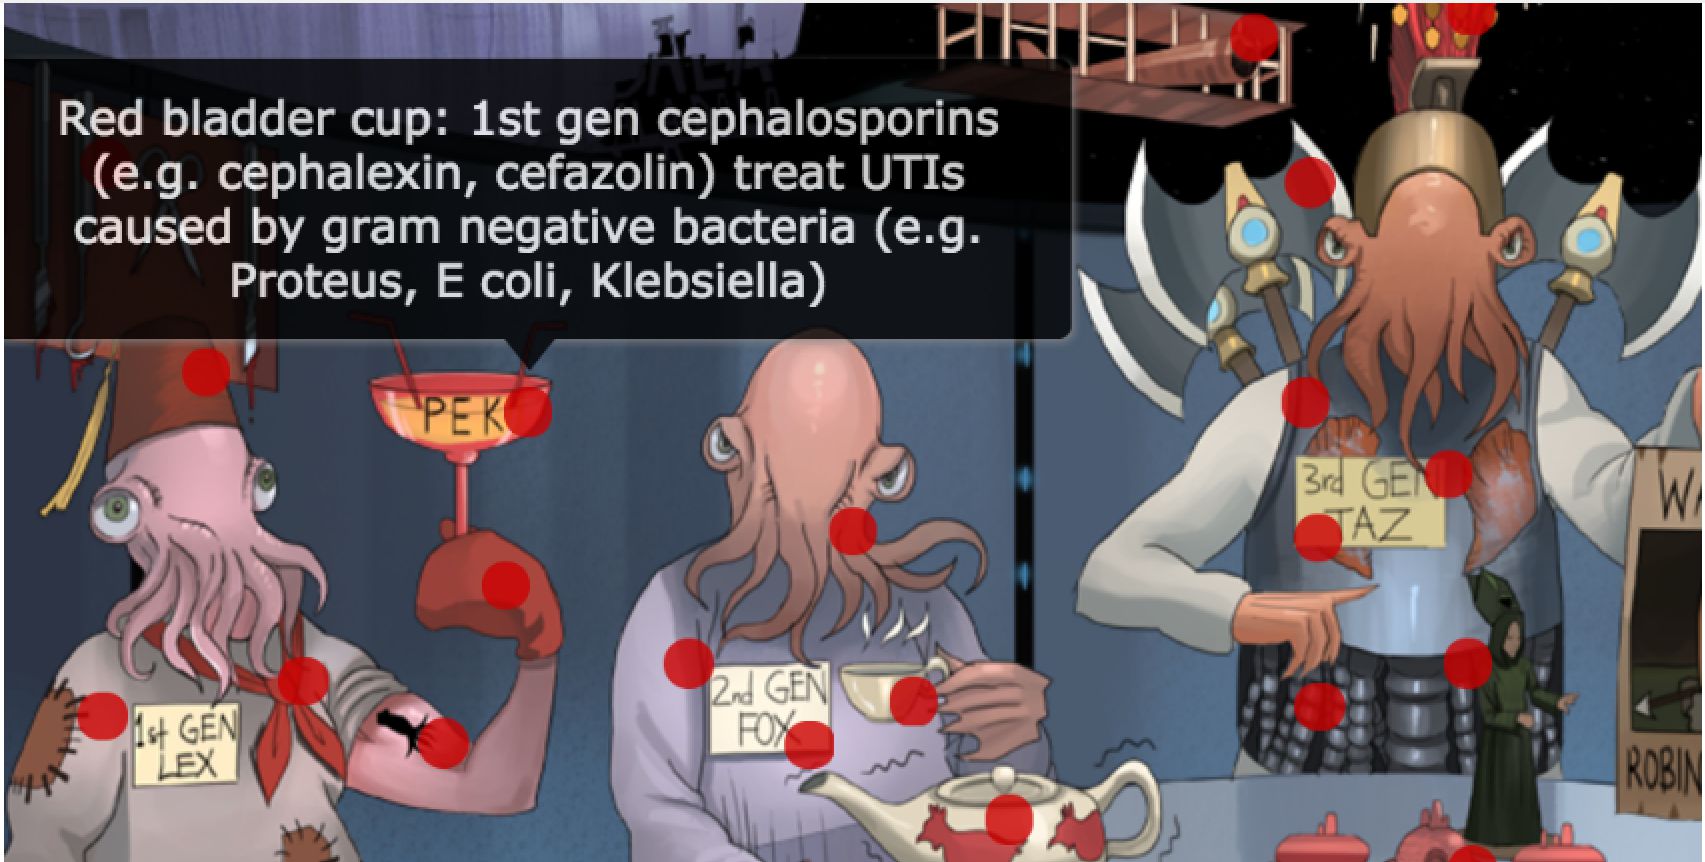 Red bladder cup: 1st gen cephalosporins
(e.g. cephalexin, cefazolin) treat UTIs
caused by gram negative bacteria (e.g.
Proteus, E coli, Klebsiella)
PEK
3rd GEN
TAZ
1st GEN
LEX
2nd GEN
FOX
ROBIN